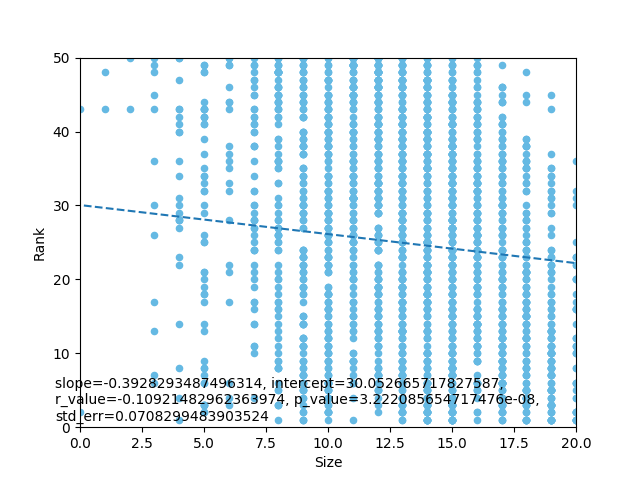 50
40
30
20
10
0
Rank
slope=-0.3928293487496314, intercept=30.052665717827587,
r_value=-0.10921482962363974, p_value=3.222085654717476e-08,
std_err=0.0708299483903524
0.0 2.5 5.0 7.5 10.0 12.5 15.0 17.5 20.0
Size